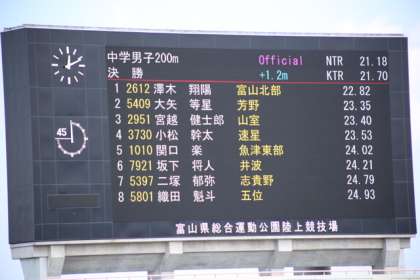 中学男子200m Official NTR 21.18
決 勝 +1.2m KTR 21.70
1 2612 澤木 翔陽 富山北部 22.82
2 5409 大矢 等星 芳野 23.35
3 2951 宮越 健士郎 山室 23.40
4 3730 小松 幹太 速星 23.53
5 1010 関口 楽 魚津東部 24.02
6 7921 坂下 将人 井波 24.21
7 5397 二塚 郁弥 志貴野 24.79
8 5801 織田 魁斗 五位 24.93
富山県総合運動公園陸上競技場
45